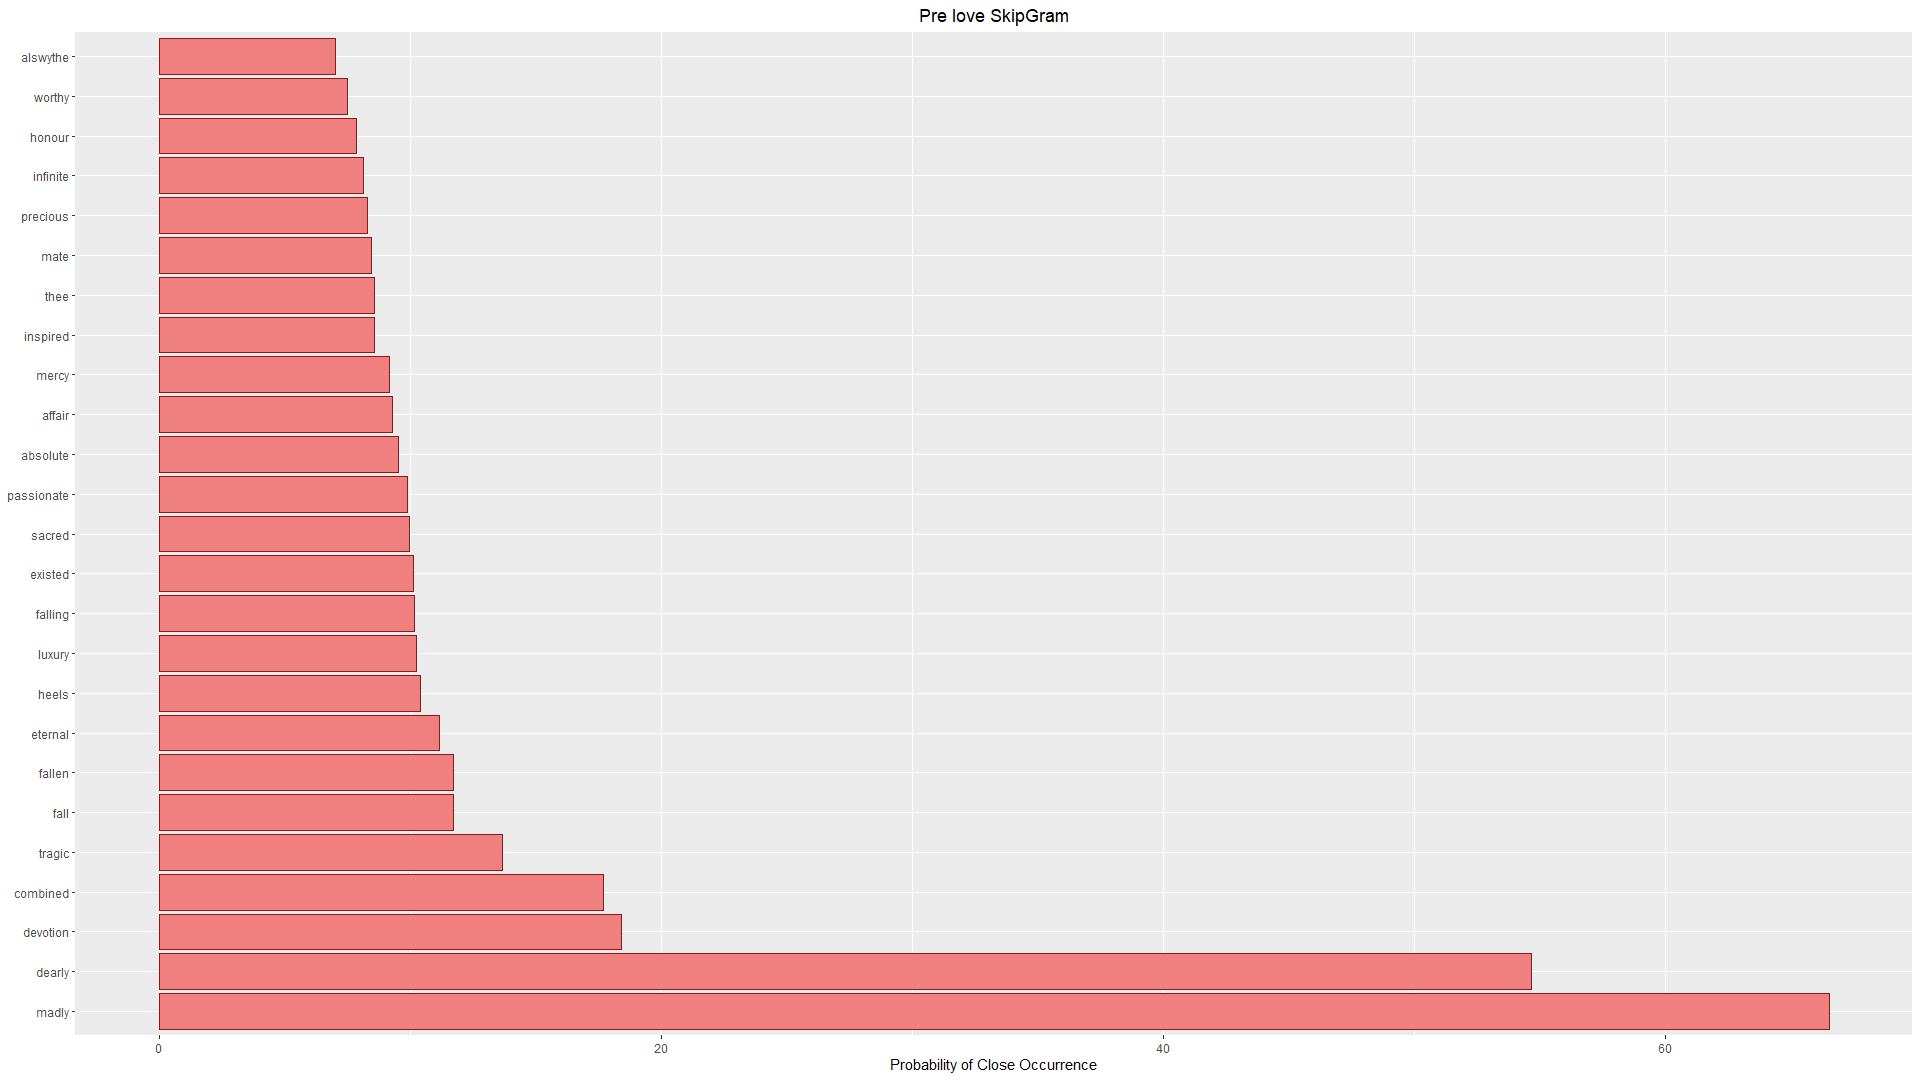 Pre love SkipGram
alswythe
worthy
honour
infinite
precious
mate
thee
inspired
mercy
affair
absolute
passionate
sacred
existed
falling
luxury
heels
eternal
fallen
fall
tragic
combined
devotion
dearly
madly
0 20 40 60
Probability of Close Occurrence